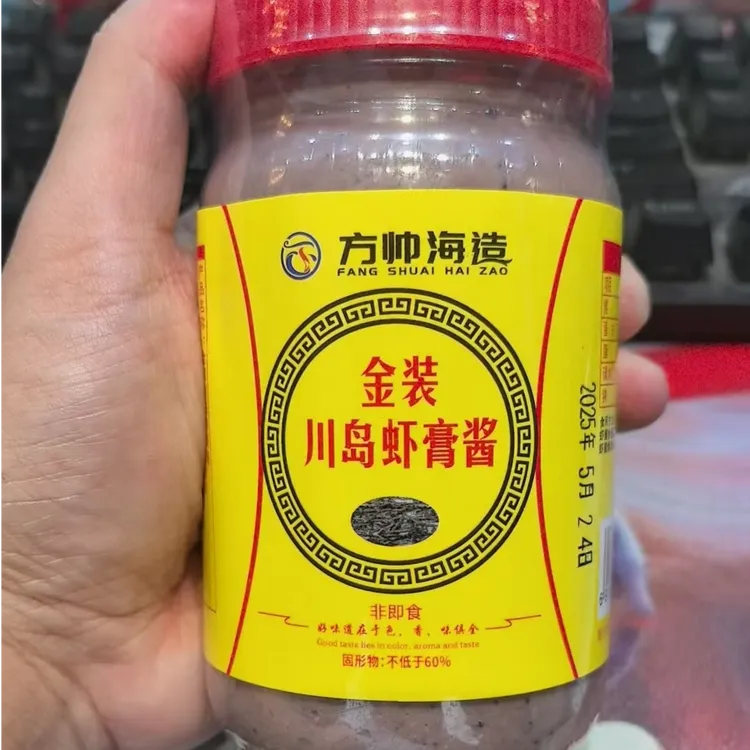 方帅海造
FANG SHUAI HAI ZAO
金装
川岛虾膏酱
非即食
好味道在于色、香、味俱全
Good taste lies in color, aroma and taste
固形物:不低于60%
2025年 5月 24日